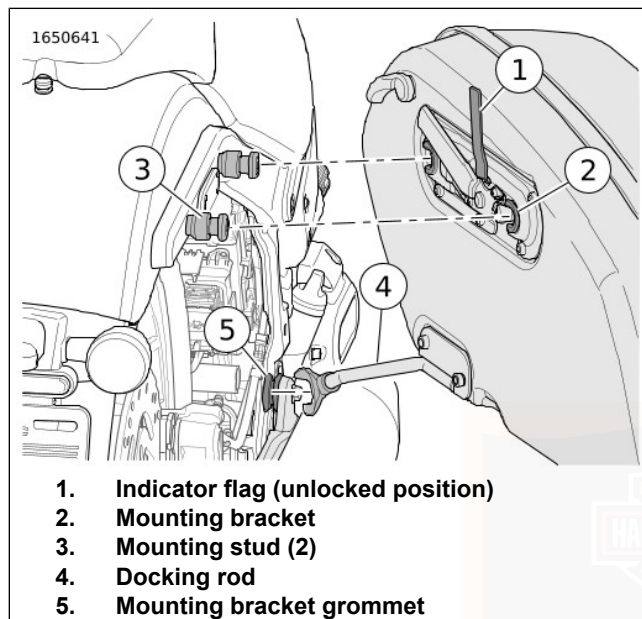 1650641
1
2
3
4
5
1. Indicator flag (unlocked position)
2. Mounting bracket
3. Mounting stud (2)
4. Docking rod
5. Mounting bracket grommet
HA